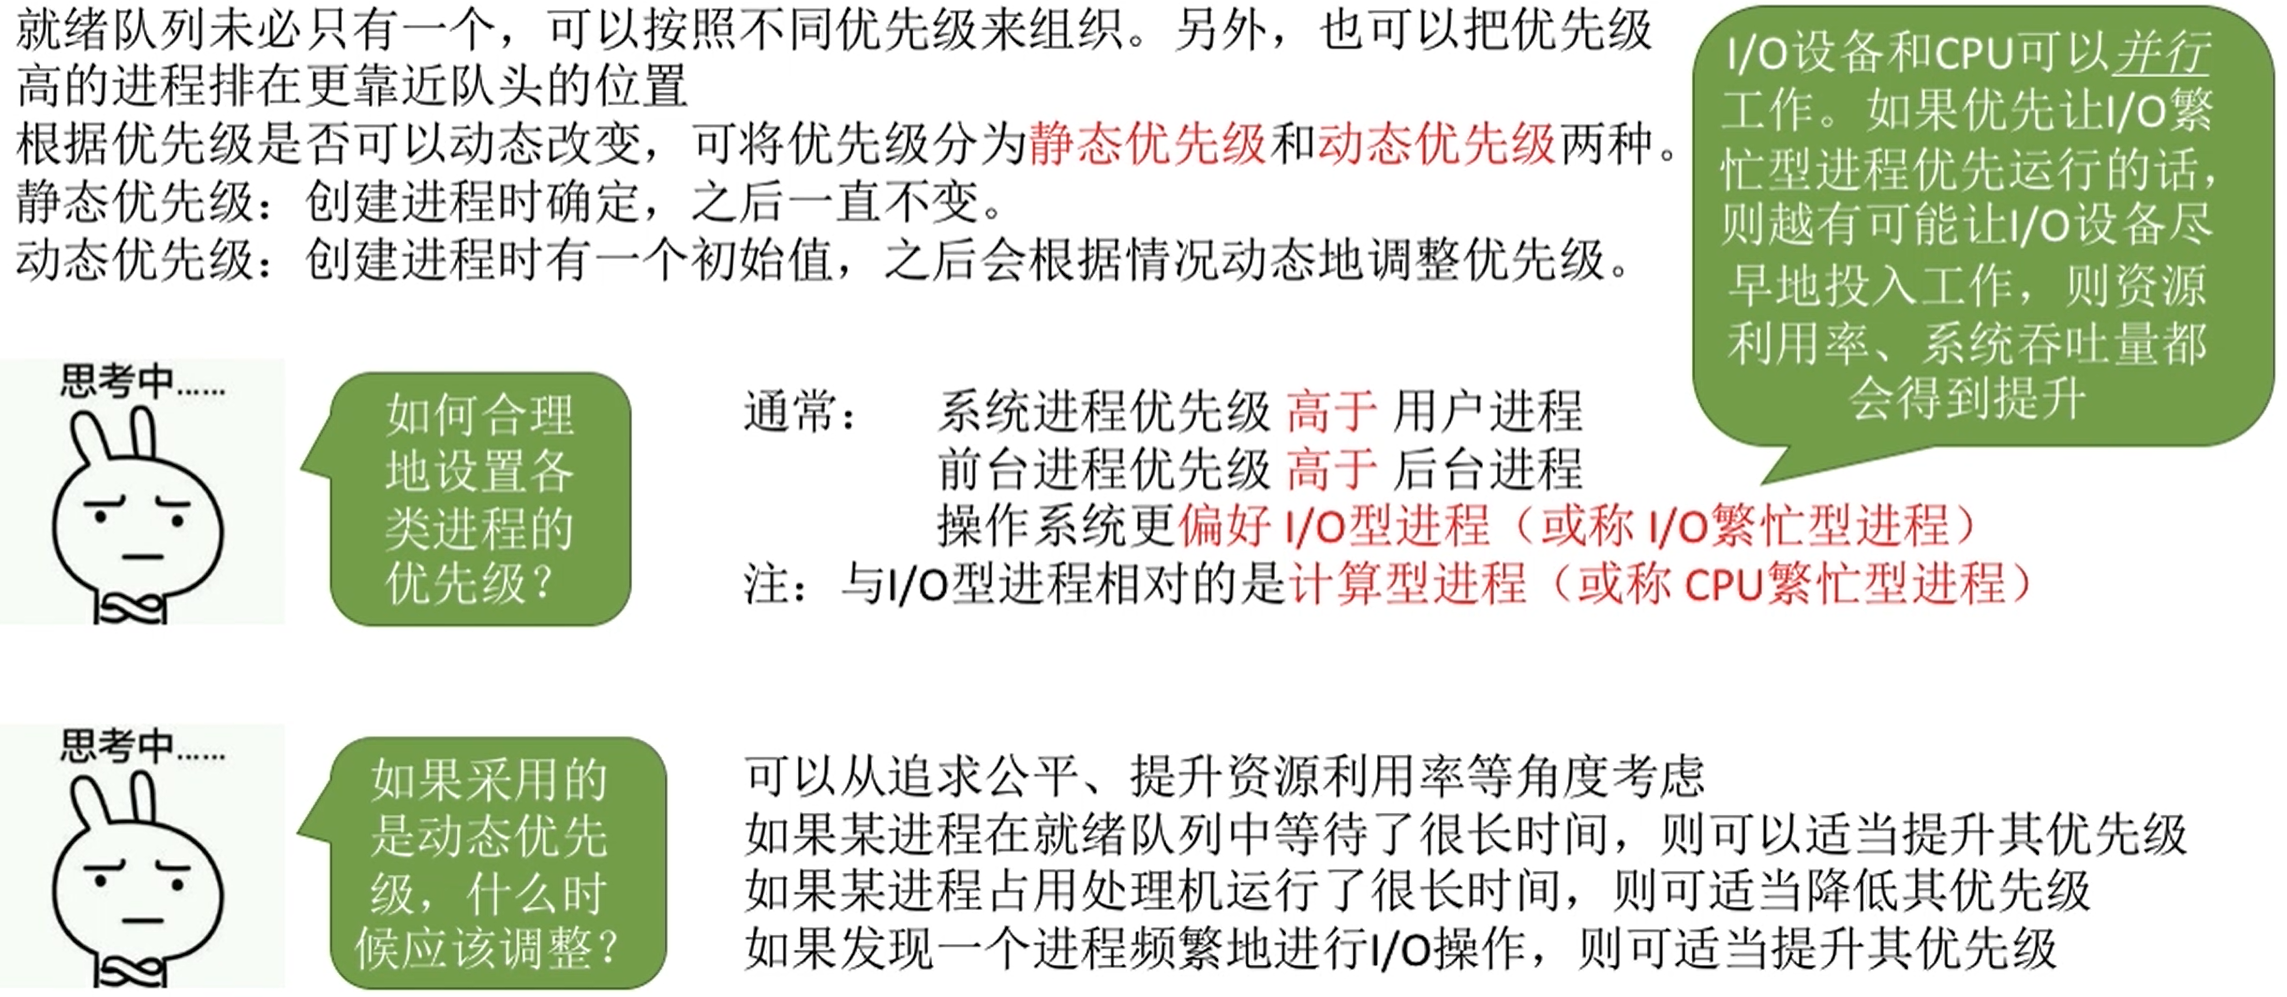 就绪队列未必只有一个，可以按照不同优先级来组织。另外，也可以把优先级
高的进程排在更靠近队头的位置
根据优先级是否可以动态改变，可将优先级分为静态优先级和动态优先级两种。
静态优先级：创建进程时确定，之后一直不变。
动态优先级：创建进程时有一个初始值，之后会根据情况动态地调整优先级。
I/O设备和CPU可以并行
工作。如果优先让I/O繁
忙型进程优先运行的话，
则越有可能让I/O设备尽
早地投入工作，则资源
利用率、系统吞吐量都
会得到提升
思考中……
如何合理
地设置各
类进程的
优先级？
通常： 系统进程优先级 高于 用户进程
前台进程优先级 高于 后台进程
操作系统更偏好 I/O型进程（或称 I/O繁忙型进程）
注：与I/O型进程相对的是计算型进程（或称 CPU繁忙型进程）
思考中……
如果采用的
是动态优先
级，什么时
候应该调整？
可以从追求公平、提升资源利用率等角度考虑
如果某进程在就绪队列中等待了很长时间，则可以适当提升其优先级
如果某进程占用处理机运行了很长时间，则可适当降低其优先级
如果发现一个进程频繁地进行I/O操作，则可适当提升其优先级